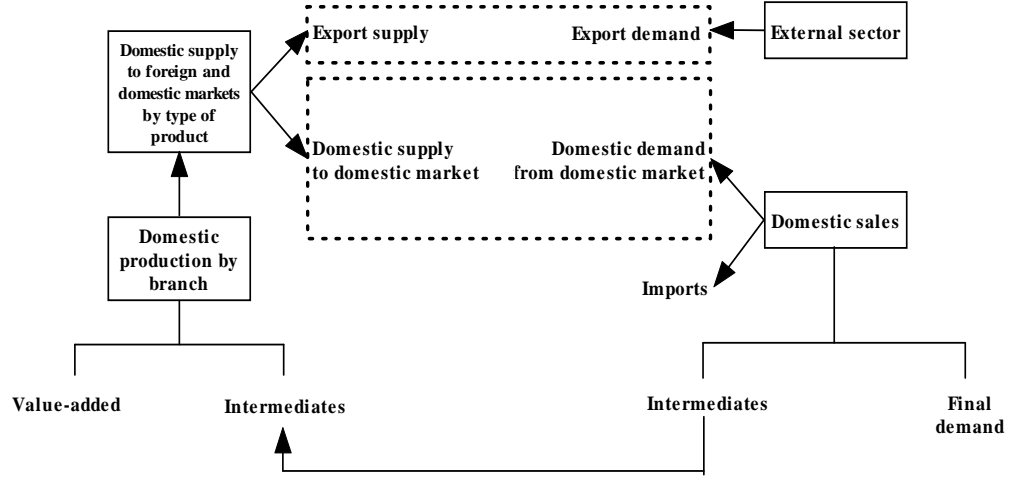 Export supply
Export demand
External sector
Domestic supply
to foreign and
domestic markets
by type of
product
Domestic supply
to domestic market
Domestic demand
from domestic market
Domestic sales
Domestic
production by
branch
Imports
Value-added
Intermediates
Intermediates
Final
demand